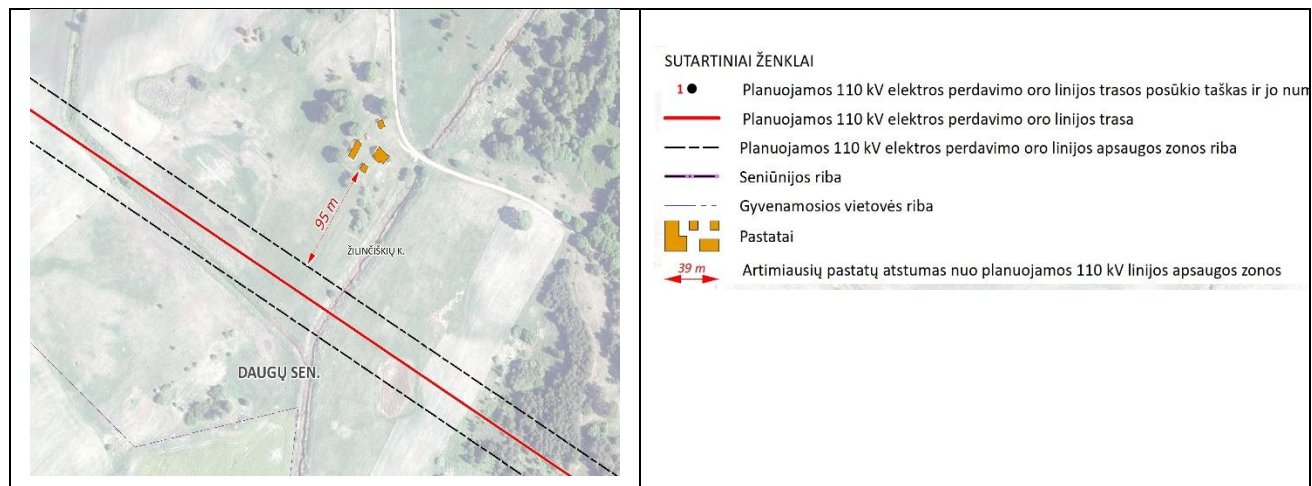 95 m
ŽILINČIŠKIŲ K.
DAUGŲ SEN.
SUTARTINIAI ŽENKLAI
1 Planuojamos 110 kV elektros perdavimo oro linijos trasos posūkio taškas ir jo num
Planuojamos 110 kV elektros perdavimo oro linijos trasa
Planuojamos 110 kV elektros perdavimo oro linijos apsaugos zonos riba
Seniūnijos riba
Gyvenamosios vietovės riba
Pastatai
39 m Artimiausių pastatų atstumas nuo planuojamos 110 kV linijos apsaugos zonos